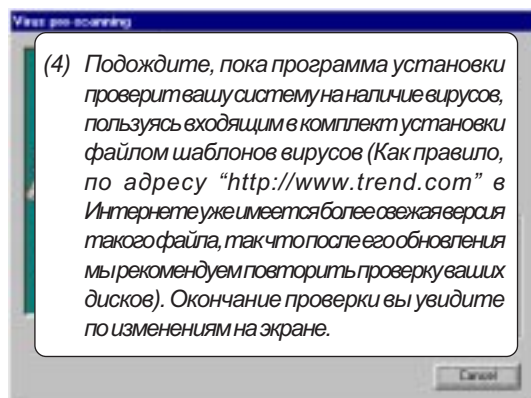 Virus pre-scanning
(4) Подождите, пока программа установки
проверит вашу систему на наличие вирусов,
пользуясь входящим в комплект установки
файлом шаблонов вирусов (Как правило,
по адресу “http://www.trend.com” в
Интернете уже имеется более свежая версия
такого файла, так что после его обновления
мы рекомендуем повторить проверку ваших
дисков). Окончание проверки вы увидите
по изменениям на экране.
Cancel